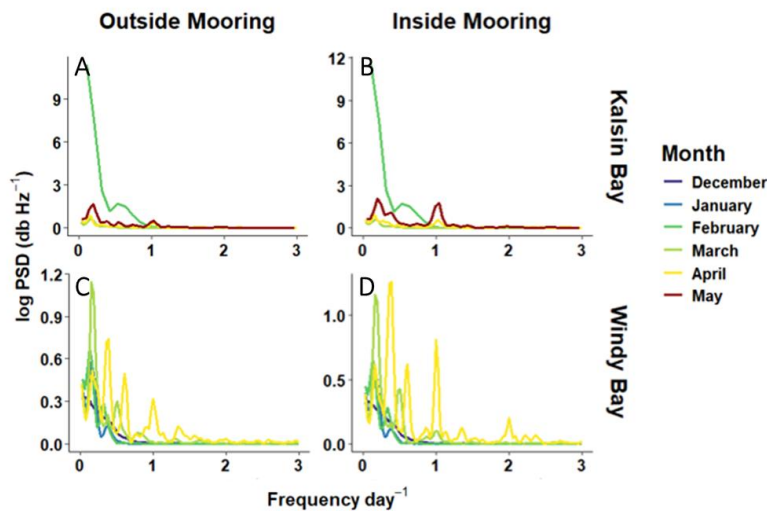 Outside Mooring
Inside Mooring
A
9
6
3
0
0
1
2
3
B
12
9
6
3
0
0
1
2
3
Kalsin Bay
log PSD (db Hz⁻¹)
C
1.2
0.9
0.6
0.3
0.0
0
1
2
3
D
1.0
0.5
0.0
0
1
2
3
Windy Bay
Frequency day⁻¹
Month
December
January
February
March
April
May